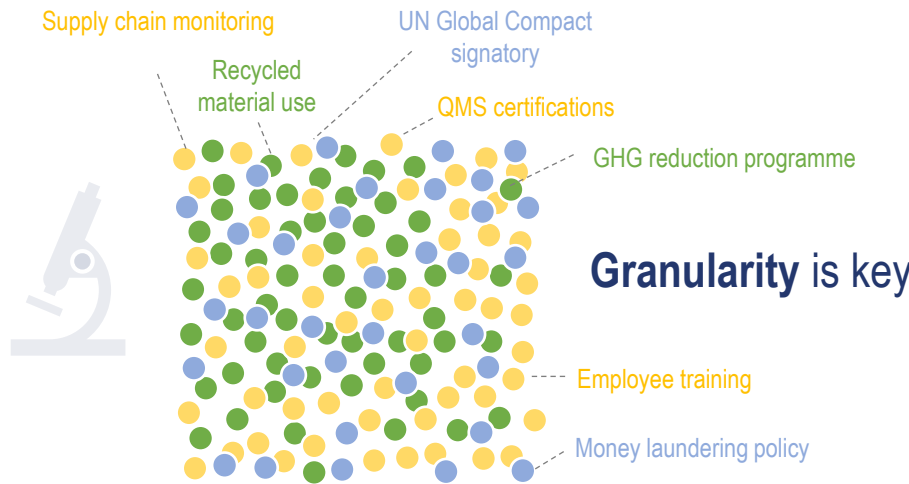 Supply chain monitoring
UN Global Compact
signatory
Recycled
material use
QMS certifications
GHG reduction programme
Granularity is key
Employee training
Money laundering policy